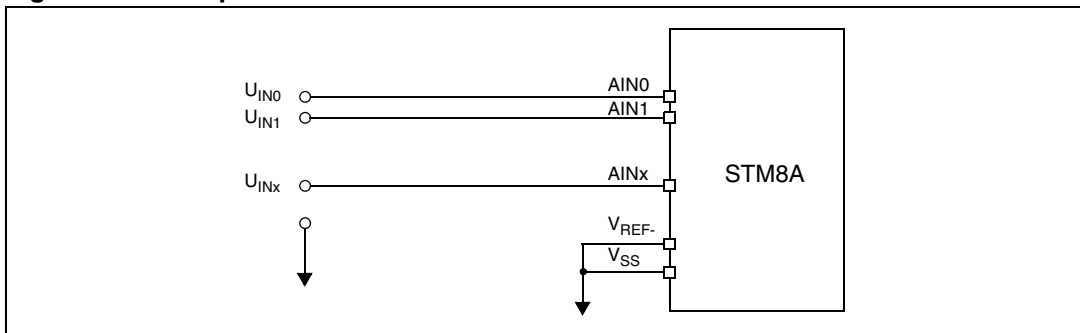 U_IN0 AIN0
U_IN1 AIN1
U_INx AINx STM8A
V_REF-
V_SS